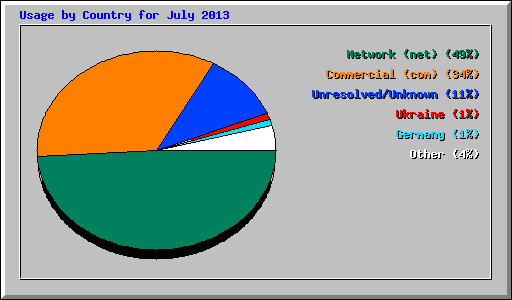 Usage by Country for July 2013
Network (net) (49%)
Commercial (com) (34%)
Unresolved/Unknown (11%)
Ukraine (1%)
Germany (1%)
Other (4%)